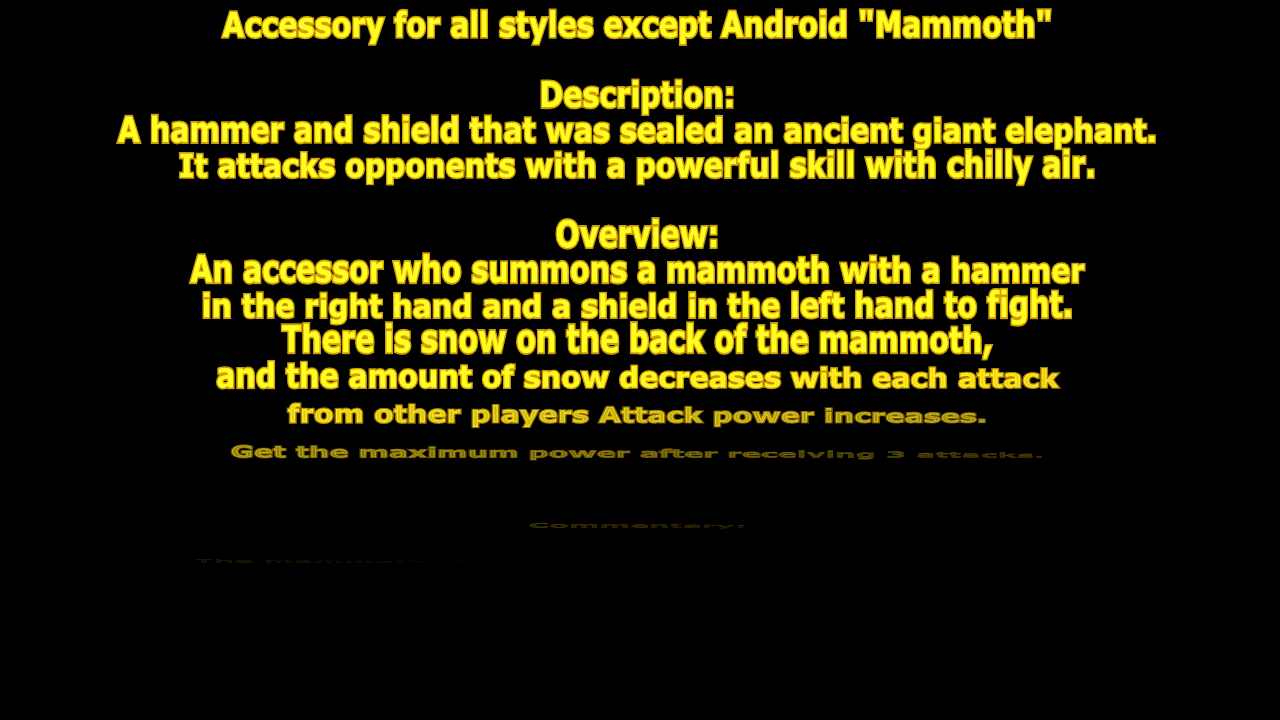 Accessory for all styles except Android "Mammoth"
Description:
A hammer and shield that was sealed an ancient giant elephant.
It attacks opponents with a powerful skill with chilly air.
Overview:
An accessor who summons a mammoth with a hammer
in the right hand and a shield in the left hand to fight.
There is snow on the back of the mammoth,
and the amount of snow decreases with each attack
from other players Attack power increases.
Get the maximum power after receiving 3 attacks.
Commentary:
The mammoth